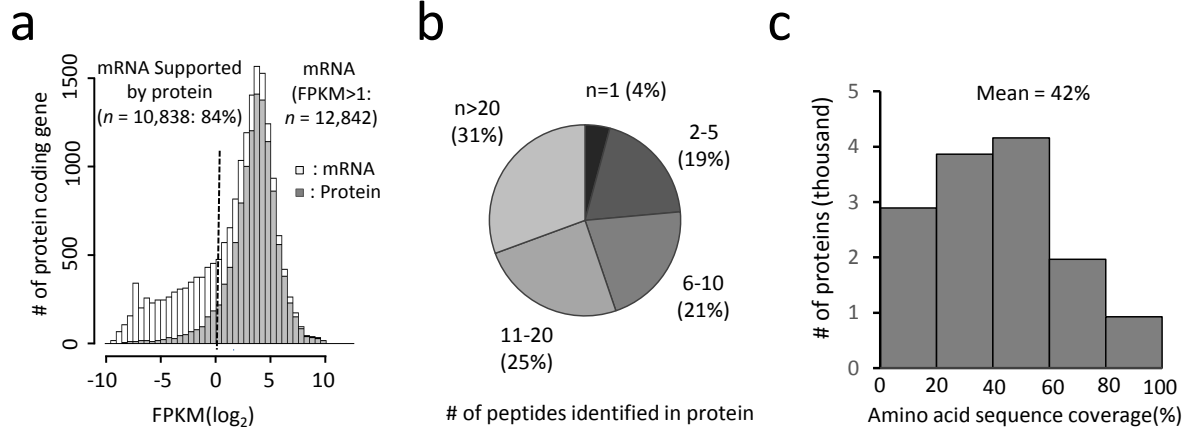 a
mRNA Supported
by protein
(n = 10,838: 84%)
mRNA
(FPKM>1:
n = 12,842)
: mRNA
: Protein
# of protein coding gene
0
500
1000
1500
-10
-5
0
5
10
FPKM(log2)
b
n=1 (4%)
2-5
(19%)
6-10
(21%)
11-20
(25%)
n>20
(31%)
# of peptides identified in protein
c
Mean = 42%
# of proteins (thousand)
5
4
3
2
1
0
0
20
40
60
80
100
Amino acid sequence coverage(%)